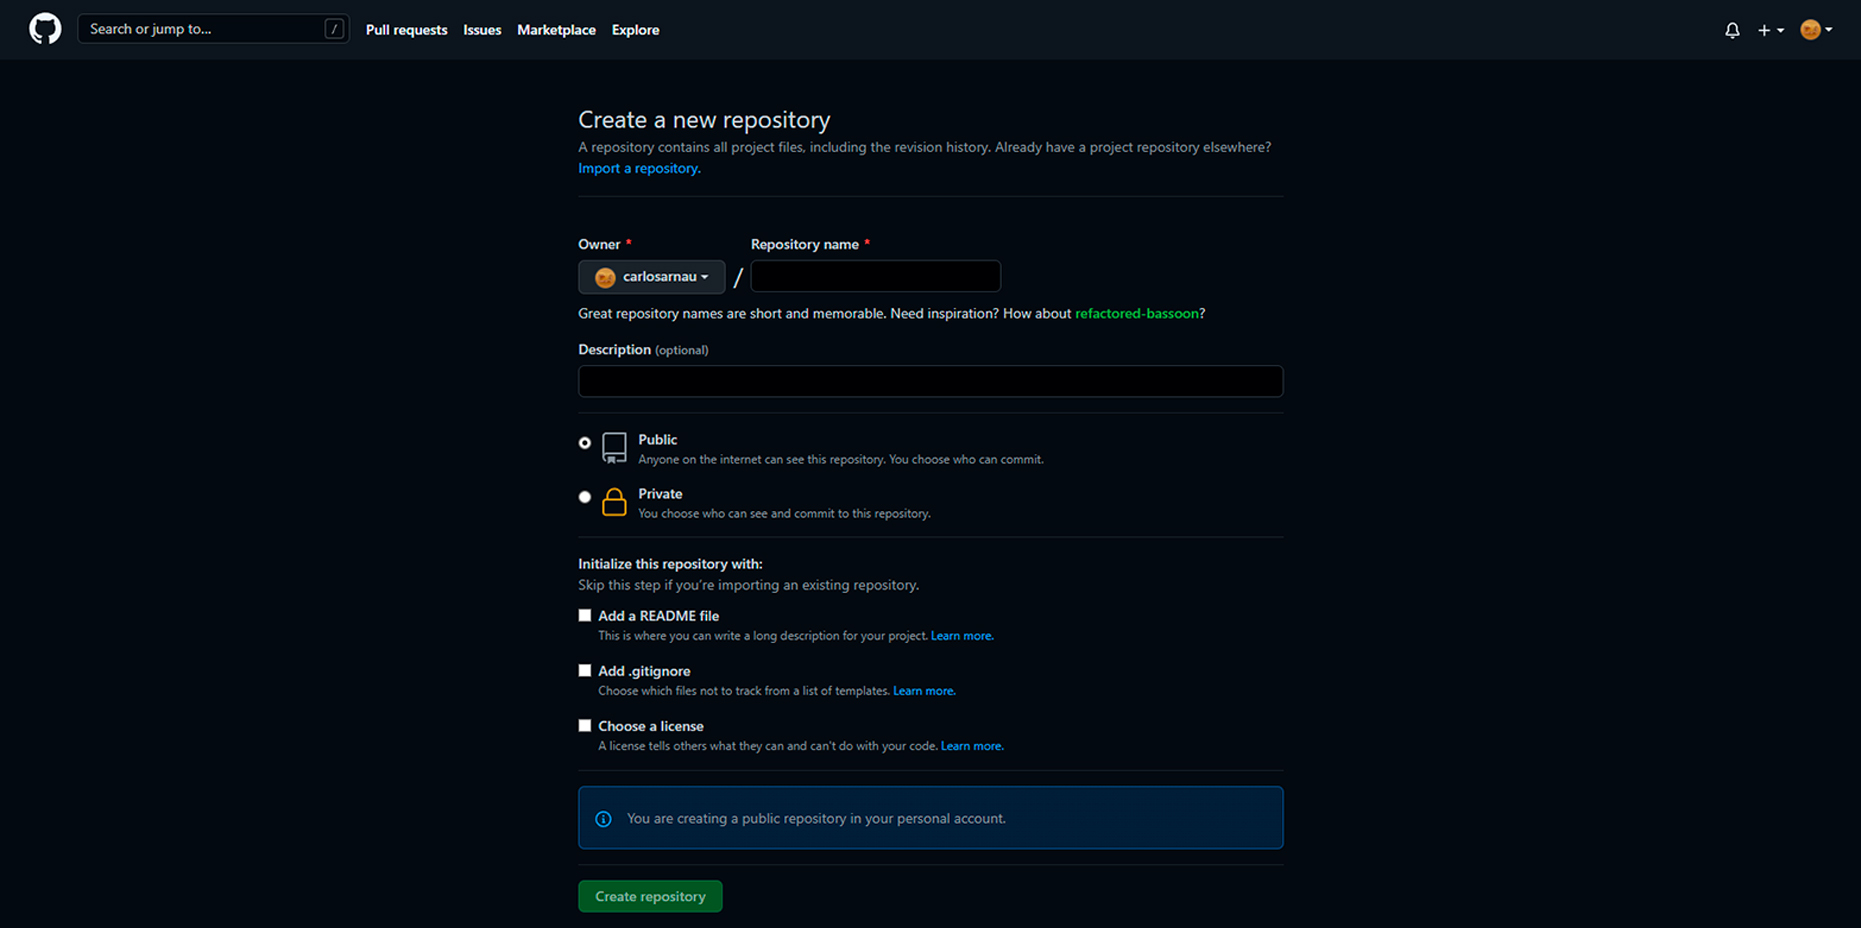 Search or jump to... /
Pull requests Issues Marketplace Explore
Create a new repository
A repository contains all project files, including the revision history. Already have a project repository elsewhere?
Import a repository.
Owner * Repository name *
carlosarnau /
Great repository names are short and memorable. Need inspiration? How about refactored-bassoon?
Description (optional)
Public
Anyone on the internet can see this repository. You choose who can commit.
Private
You choose who can see and commit to this repository.
Initialize this repository with:
Skip this step if you’re importing an existing repository.
Add a README file
This is where you can write a long description for your project. Learn more.
Add .gitignore
Choose which files not to track from a list of templates. Learn more.
Choose a license
A license tells others what they can and can't do with your code. Learn more.
You are creating a public repository in your personal account.
Create repository